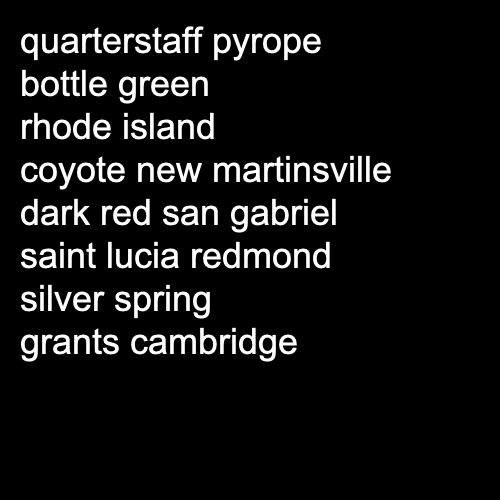 quarterstaff pyrope
bottle green
rhode island
coyote new martinsville
dark red san gabriel
saint lucia redmond
silver spring
grants cambridge